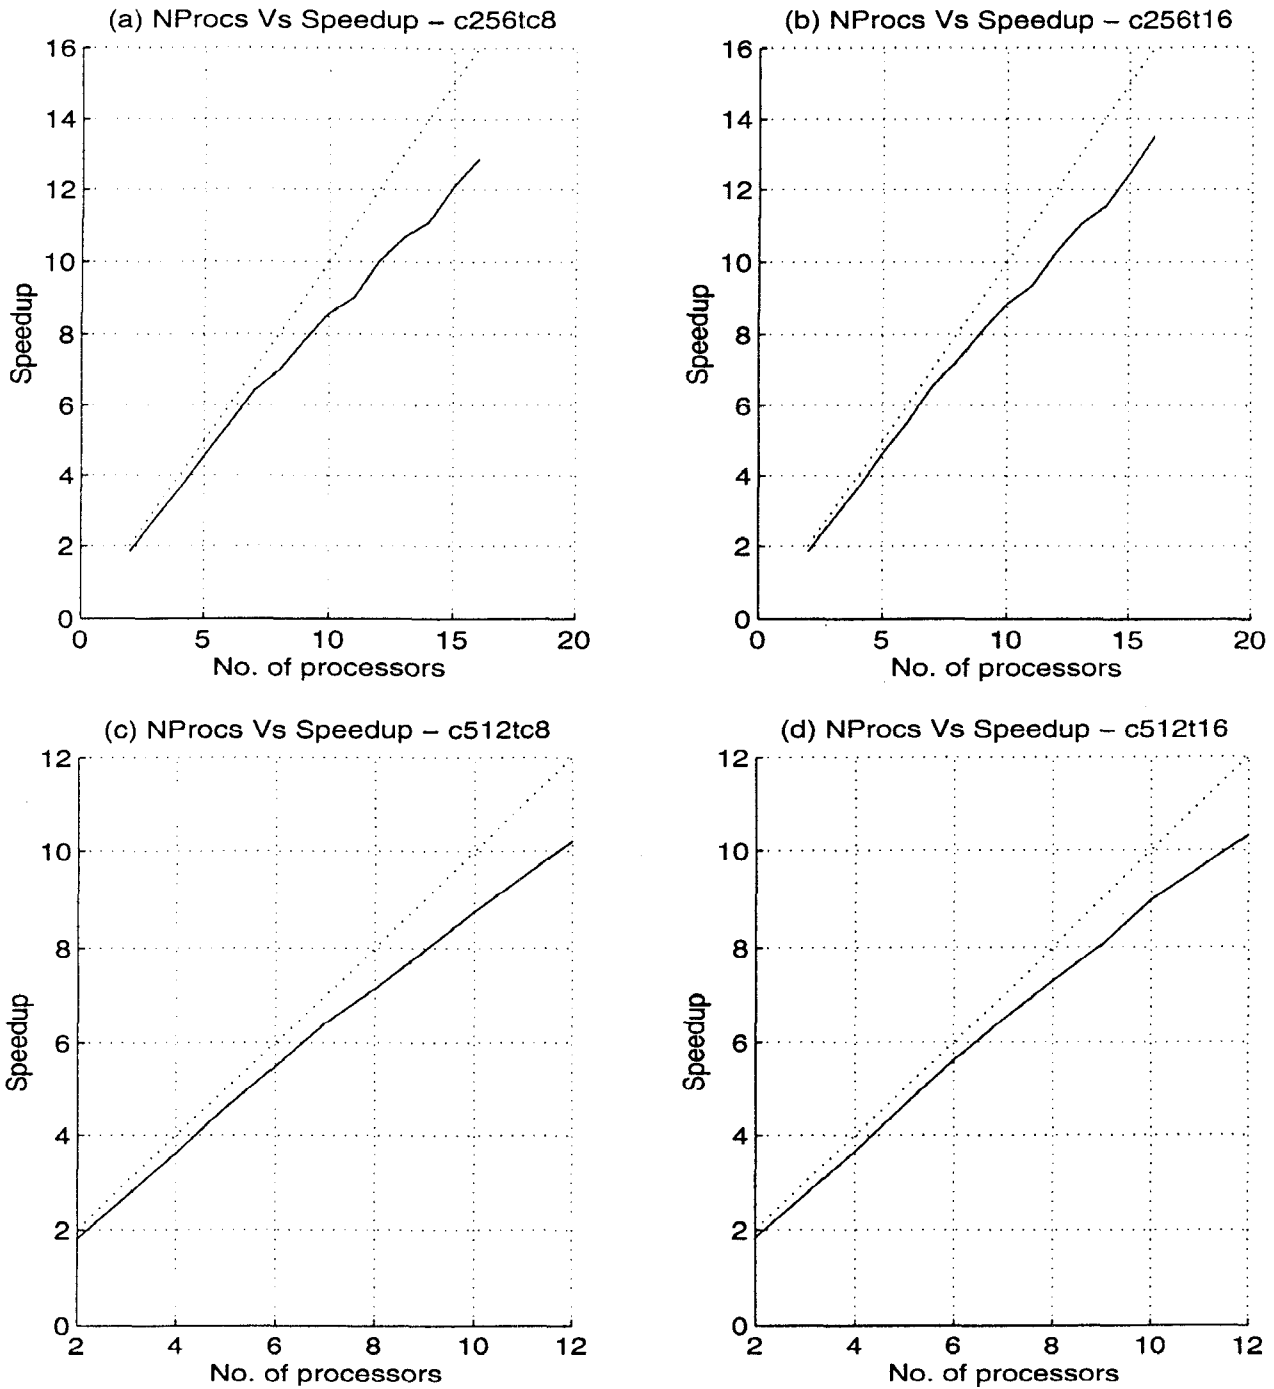 (a) NProcs Vs Speedup – c256tc8
16
14
12
10
8
6
4
2
0
Speedup
0 5 10 15 20
No. of processors
(b) NProcs Vs Speedup – c256t16
16
14
12
10
8
6
4
2
0
Speedup
0 5 10 15 20
No. of processors
(c) NProcs Vs Speedup – c512tc8
12
10
8
6
4
2
0
Speedup
2 4 6 8 10 12
No. of processors
(d) NProcs Vs Speedup – c512t16
12
10
8
6
4
2
0
Speedup
2 4 6 8 10 12
No. of processors